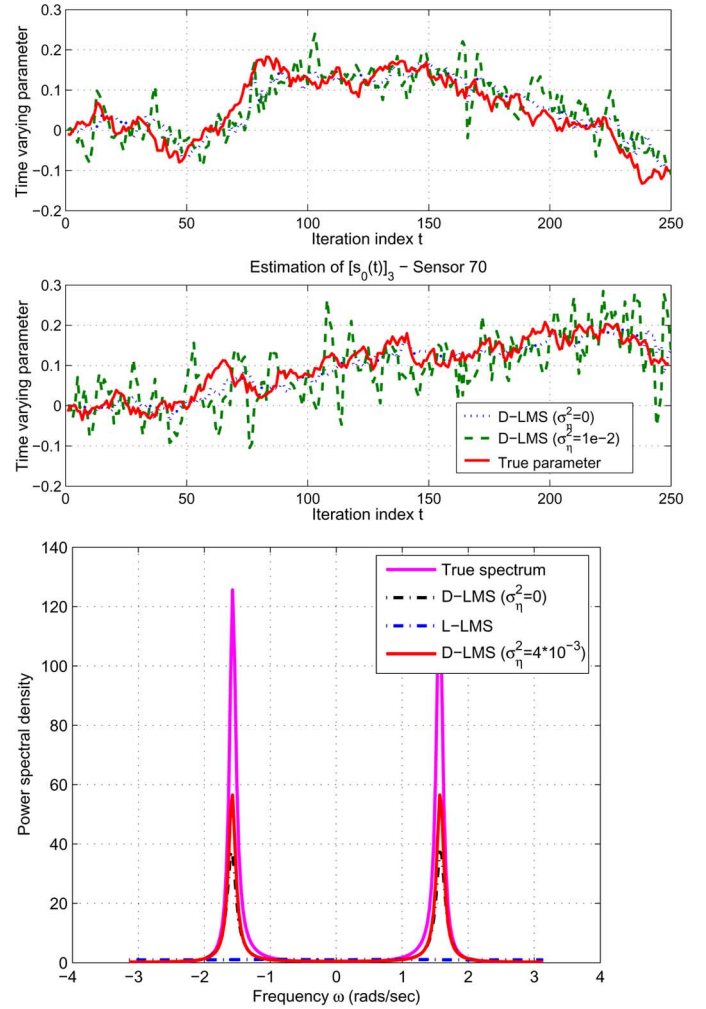 0.3
0.2
0.1
0
−0.1
−0.2
Time varying parameter
0 50 100 150 200 250
Iteration index t
Estimation of [s₀(t)]₃ − Sensor 70
0.3
0.2
0.1
0
−0.1
−0.2
Time varying parameter
D−LMS (σ²η=0)
D−LMS (σ²η=1e−2)
True parameter
0 50 100 150 200 250
Iteration index t
140
120
100
80
60
40
20
0
Power spectral density
True spectrum
D−LMS (σ²η=0)
L−LMS
D−LMS (σ²η=4*10⁻³)
−4 −3 −2 −1 0 1 2 3 4
Frequency ω (rads/sec)